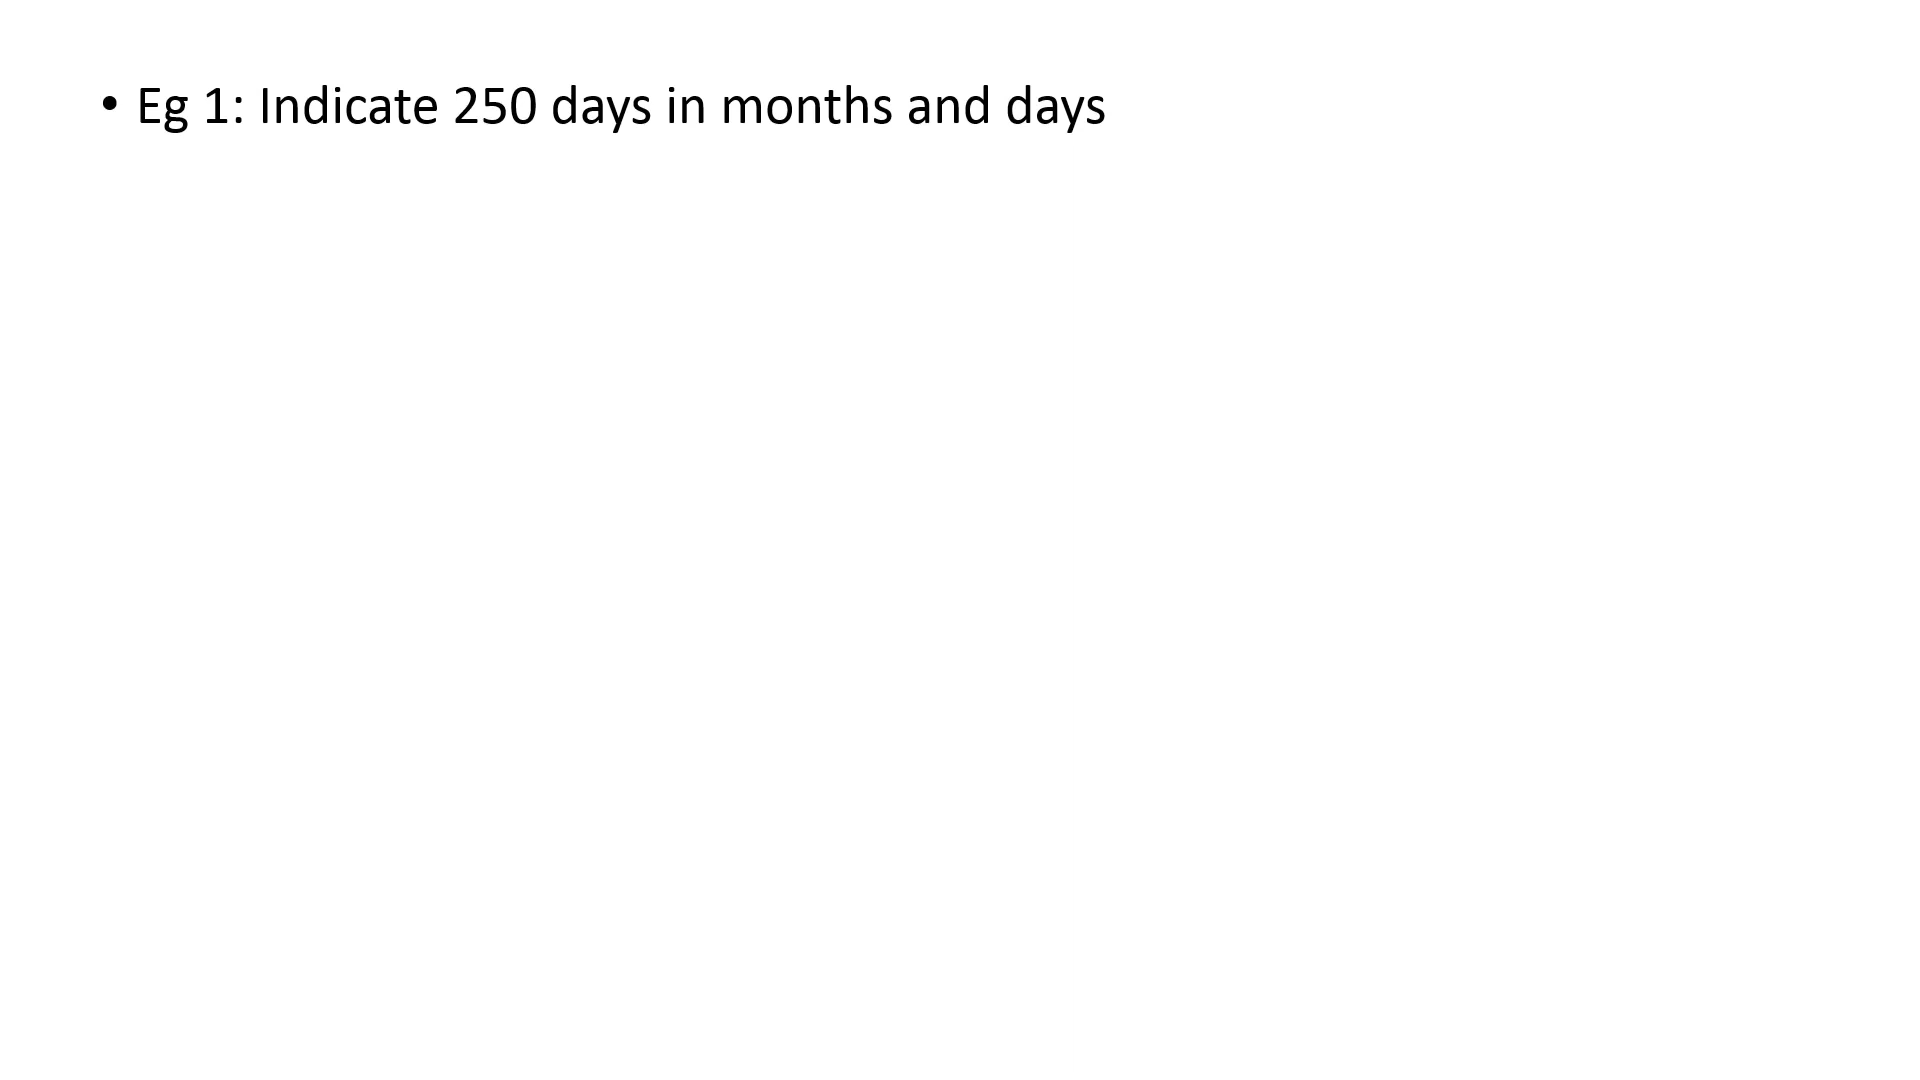 • Eg 1: Indicate 250 days in months and days